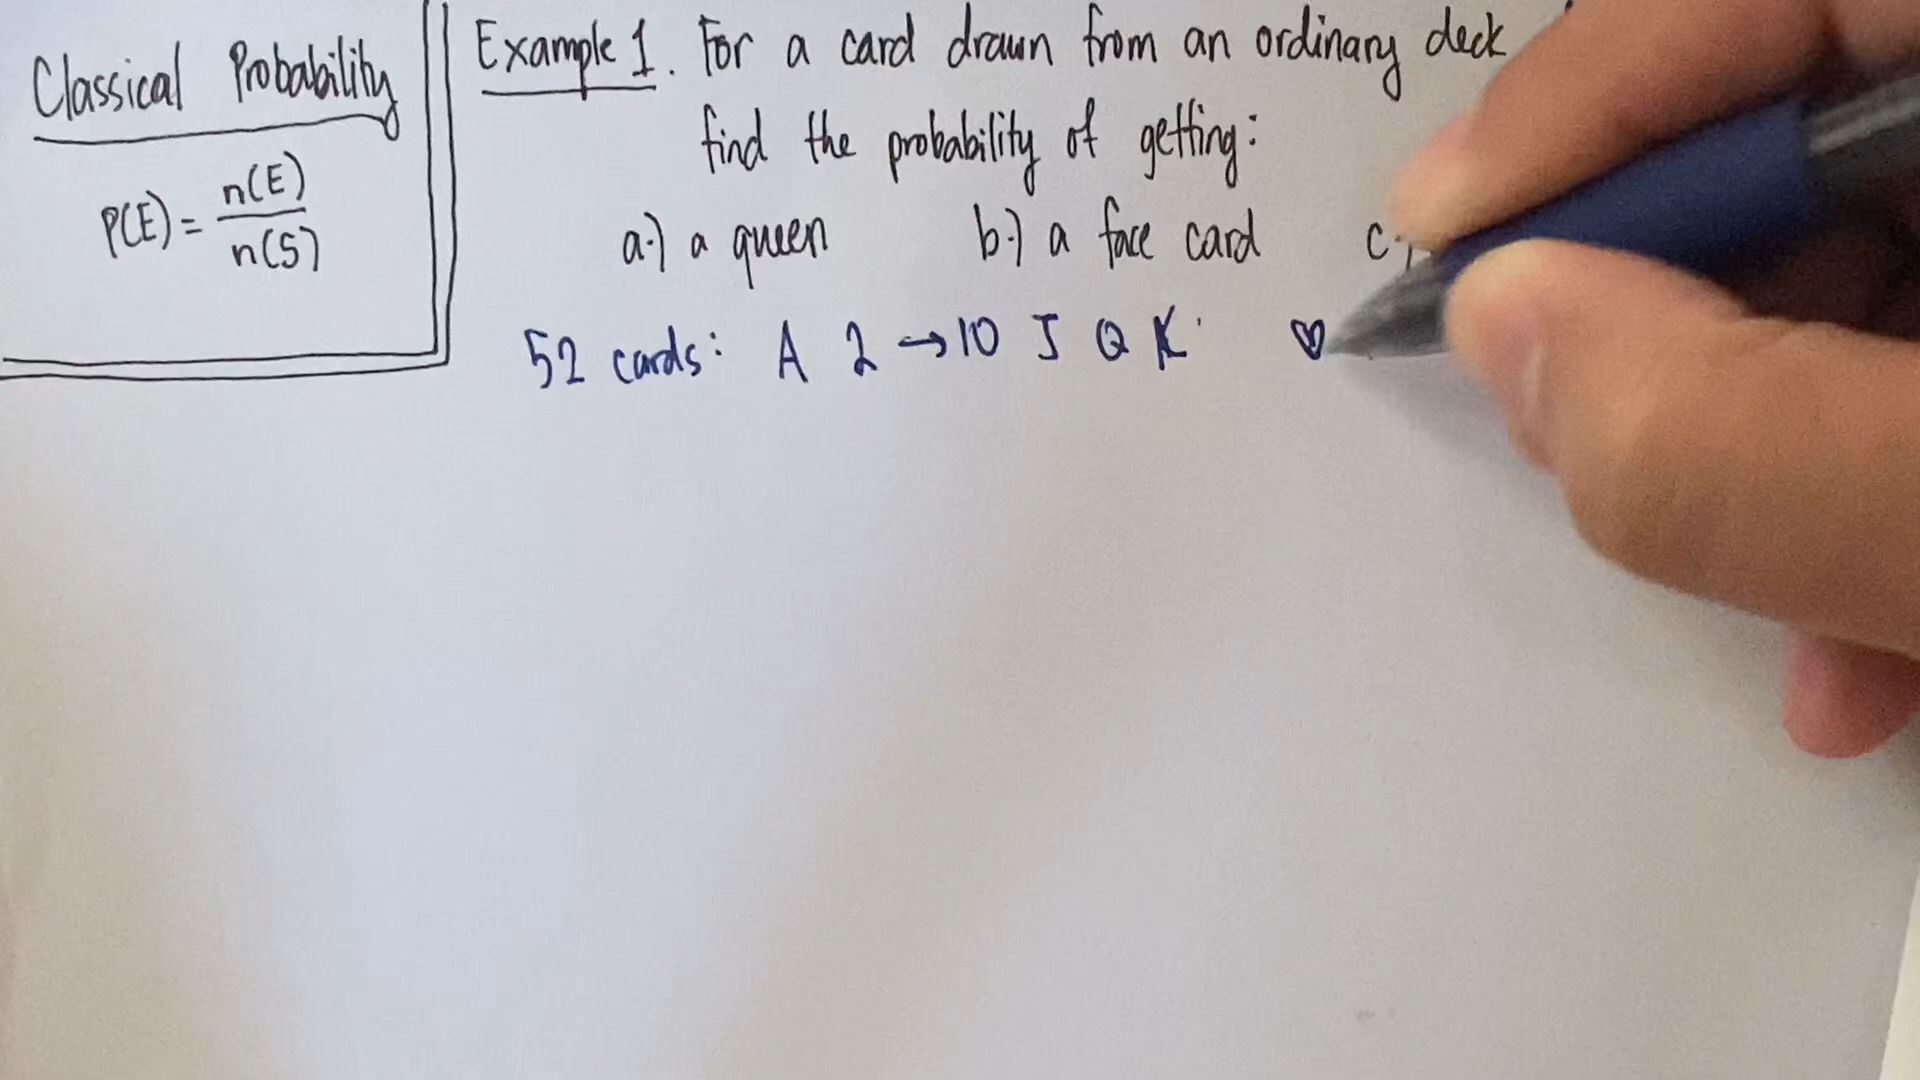 Classical Probability
P(E) = n(E) / n(S)
Example 1. For a card drawn from an ordinary deck
find the probability of getting:
a.) a queen b.) a face card c.)
52 cards: A 2 → 10 J Q K ♡